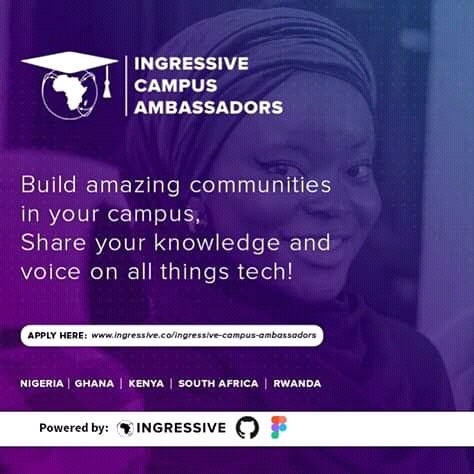 INGRESSIVE
CAMPUS
AMBASSADORS
Build amazing communities
in your campus,
Share your knowledge and
voice on all things tech!
APPLY HERE: www.ingressive.co/ingressive-campus-ambassadors
NIGERIA | GHANA | KENYA | SOUTH AFRICA | RWANDA
Powered by: INGRESSIVE